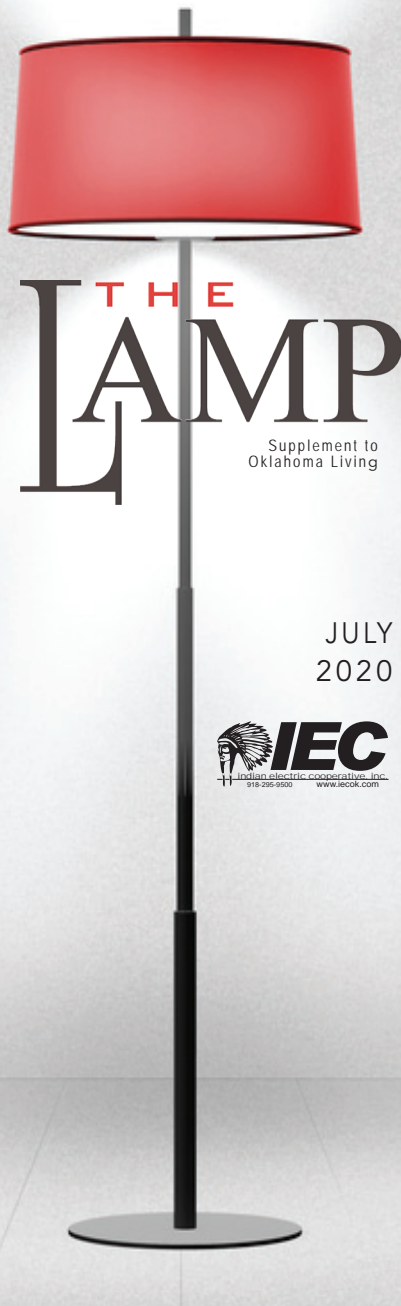 THE
LAMP
Supplement to
Oklahoma Living
JULY
2020
IEC
indian electric cooperative, inc.
918-295-9500 www.iecok.com